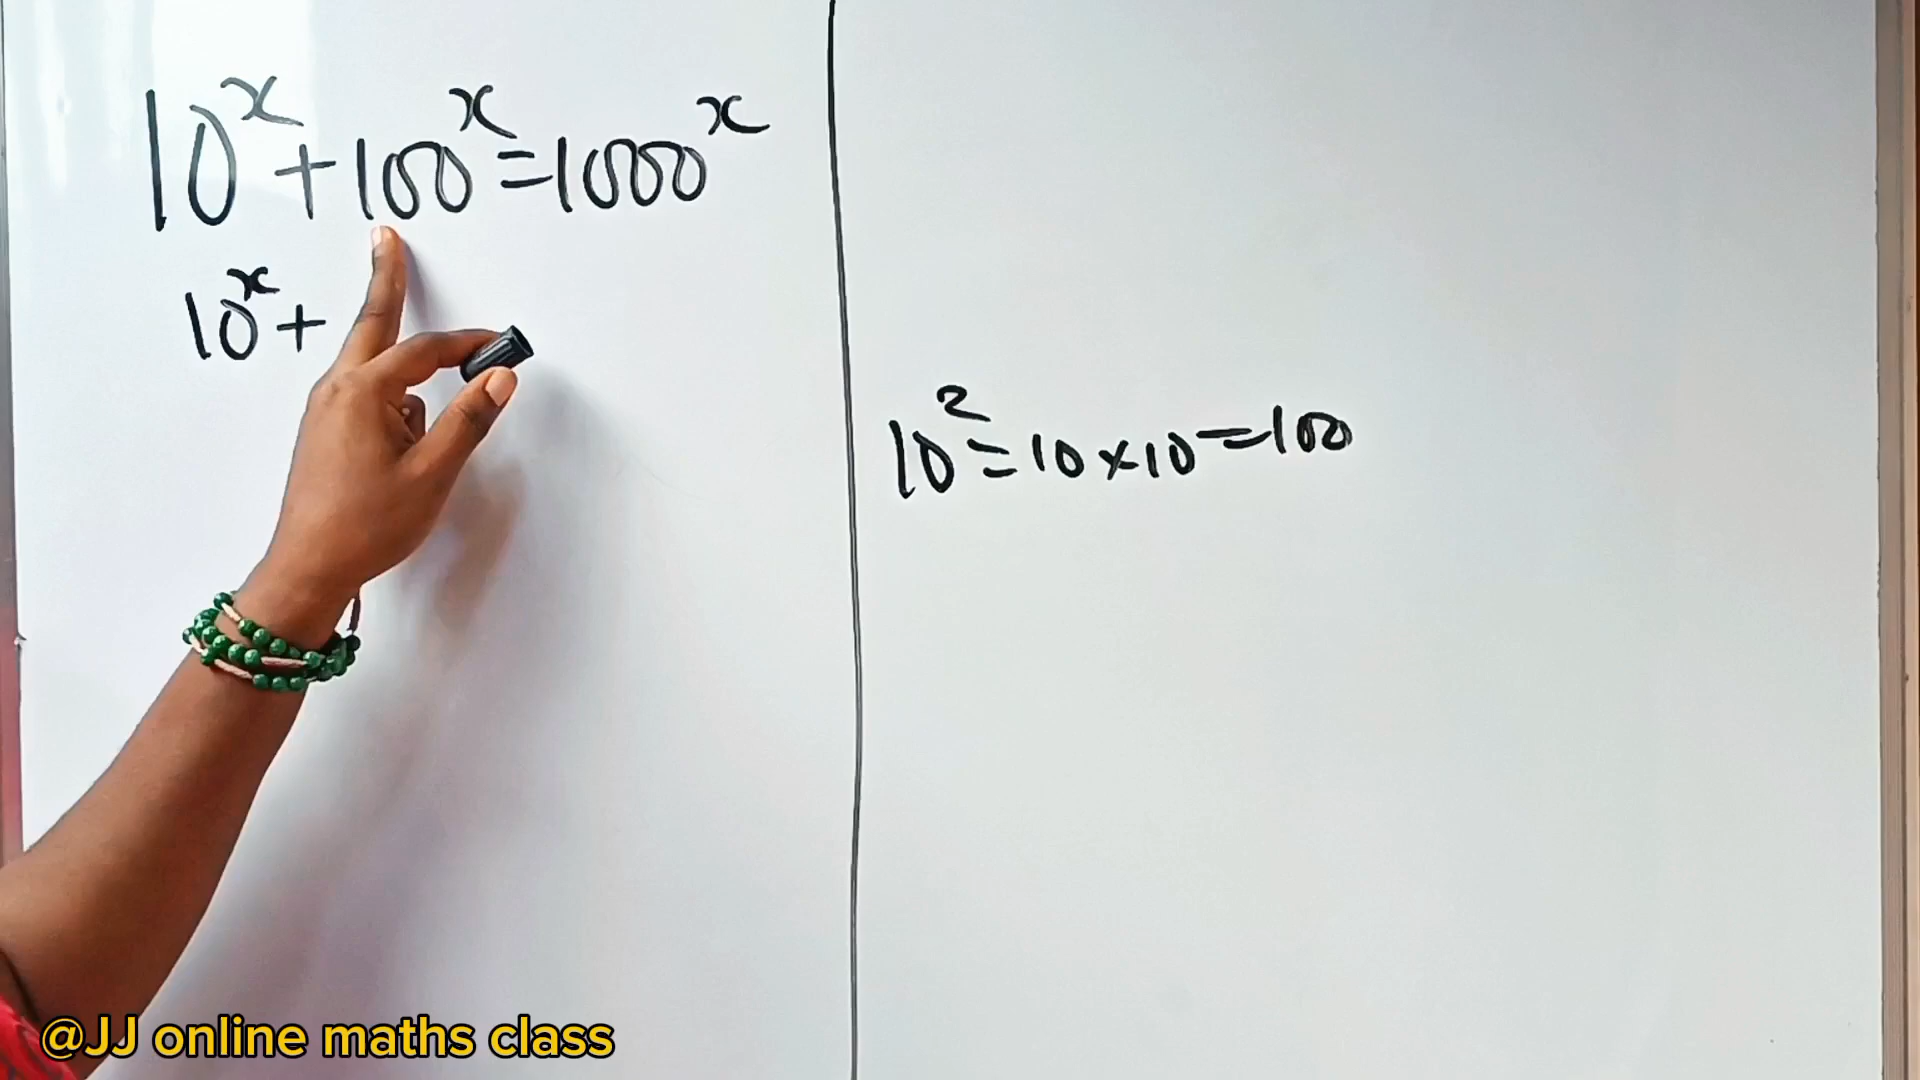 10^x + 100^x = 1000^x
10^x +
10^2 = 10 × 10 = 100
@JJ online maths class